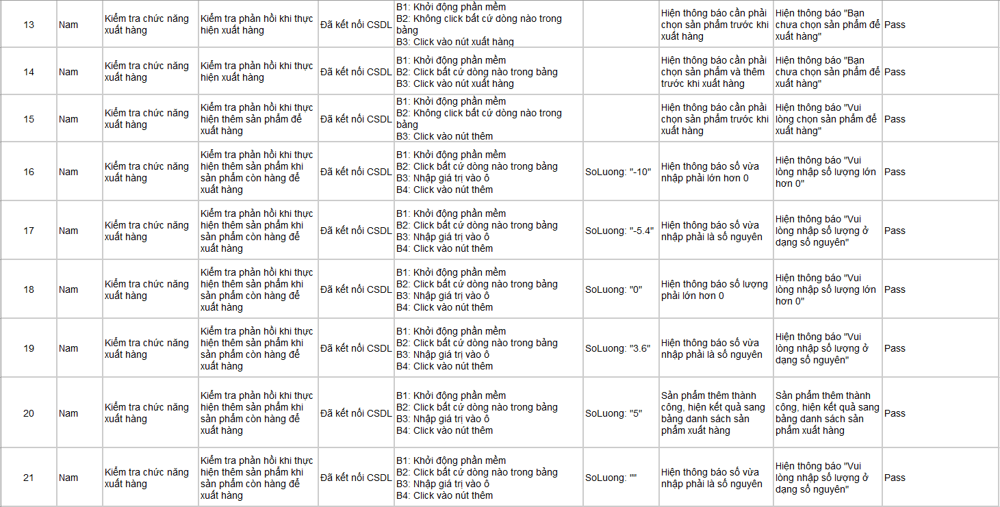 13
Nam
Kiểm tra chức năng
xuất hàng
Kiểm tra phản hồi khi thực
hiện xuất hàng
Đã kết nối CSDL
B1: Khởi động phần mềm
B2: Không click bất cứ dòng nào trong
bảng
B3: Click vào nút xuất hàng
Hiện thông báo cần phải
chọn sản phẩm trước khi
xuất hàng
Hiện thông báo "Bạn
chưa chọn sản phẩm để
xuất hàng"
Pass
14
Nam
Kiểm tra chức năng
xuất hàng
Kiểm tra phản hồi khi thực
hiện xuất hàng
Đã kết nối CSDL
B1: Khởi động phần mềm
B2: Click bất cứ dòng nào trong bảng
B3: Click vào nút xuất hàng
Hiện thông báo cần phải
chọn sản phẩm và thêm
trước khi xuất hàng
Hiện thông báo "Bạn
chưa chọn sản phẩm để
xuất hàng"
Pass
15
Nam
Kiểm tra chức năng
xuất hàng
Kiểm tra phản hồi khi thực
hiện thêm sản phẩm để
xuất hàng
Đã kết nối CSDL
B1: Khởi động phần mềm
B2: Không click bất cứ dòng nào trong
bảng
B3: Click vào nút thêm
Hiện thông báo cần phải
chọn sản phẩm trước khi
xuất hàng
Hiện thông báo "Vui
lòng chọn sản phẩm để
xuất hàng"
Pass
16
Nam
Kiểm tra chức năng
xuất hàng
Kiểm tra phản hồi khi thực
hiện thêm sản phẩm khi
sản phẩm còn hàng để
xuất hàng
Đã kết nối CSDL
B1: Khởi động phần mềm
B2: Click bất cứ dòng nào trong bảng
B3: Nhập giá trị vào ô
B4: Click vào nút thêm
SoLuong: "-10"
Hiện thông báo số vừa
nhập phải lớn hơn 0
Hiện thông báo "Vui
lòng nhập số lượng lớn
hơn 0"
Pass
17
Nam
Kiểm tra chức năng
xuất hàng
Kiểm tra phản hồi khi thực
hiện thêm sản phẩm khi
sản phẩm còn hàng để
xuất hàng
Đã kết nối CSDL
B1: Khởi động phần mềm
B2: Click bất cứ dòng nào trong bảng
B3: Nhập giá trị vào ô
B4: Click vào nút thêm
SoLuong: "-5.4"
Hiện thông báo số vừa
nhập phải là số nguyên
Hiện thông báo "Vui
lòng nhập số lượng ở
dạng số nguyên"
Pass
18
Nam
Kiểm tra chức năng
xuất hàng
Kiểm tra phản hồi khi thực
hiện thêm sản phẩm khi
sản phẩm còn hàng để
xuất hàng
Đã kết nối CSDL
B1: Khởi động phần mềm
B2: Click bất cứ dòng nào trong bảng
B3: Nhập giá trị vào ô
B4: Click vào nút thêm
SoLuong: "0"
Hiện thông báo số lượng
phải lớn hơn 0
Hiện thông báo "Vui
lòng nhập số lượng lớn
hơn 0"
Pass
19
Nam
Kiểm tra chức năng
xuất hàng
Kiểm tra phản hồi khi thực
hiện thêm sản phẩm khi
sản phẩm còn hàng để
xuất hàng
Đã kết nối CSDL
B1: Khởi động phần mềm
B2: Click bất cứ dòng nào trong bảng
B3: Nhập giá trị vào ô
B4: Click vào nút thêm
SoLuong: "3.6"
Hiện thông báo số vừa
nhập phải là số nguyên
Hiện thông báo "Vui
lòng nhập số lượng ở
dạng số nguyên"
Pass
20
Nam
Kiểm tra chức năng
xuất hàng
Kiểm tra phản hồi khi thực
hiện thêm sản phẩm khi
sản phẩm còn hàng để
xuất hàng
Đã kết nối CSDL
B1: Khởi động phần mềm
B2: Click bất cứ dòng nào trong bảng
B3: Nhập giá trị vào ô
B4: Click vào nút thêm
SoLuong: "5"
Sản phẩm thêm thành
công, hiện kết quả sang
bảng danh sách sản
phẩm xuất hàng
Sản phẩm thêm thành
công, hiện kết quả sang
bảng danh sách sản
phẩm xuất hàng
Pass
21
Nam
Kiểm tra chức năng
xuất hàng
Kiểm tra phản hồi khi thực
hiện thêm sản phẩm khi
sản phẩm còn hàng để
xuất hàng
Đã kết nối CSDL
B1: Khởi động phần mềm
B2: Click bất cứ dòng nào trong bảng
B3: Nhập giá trị vào ô
B4: Click vào nút thêm
SoLuong: ""
Hiện thông báo số vừa
nhập phải là số nguyên
Hiện thông báo "Vui
lòng nhập số lượng ở
dạng số nguyên"
Pass